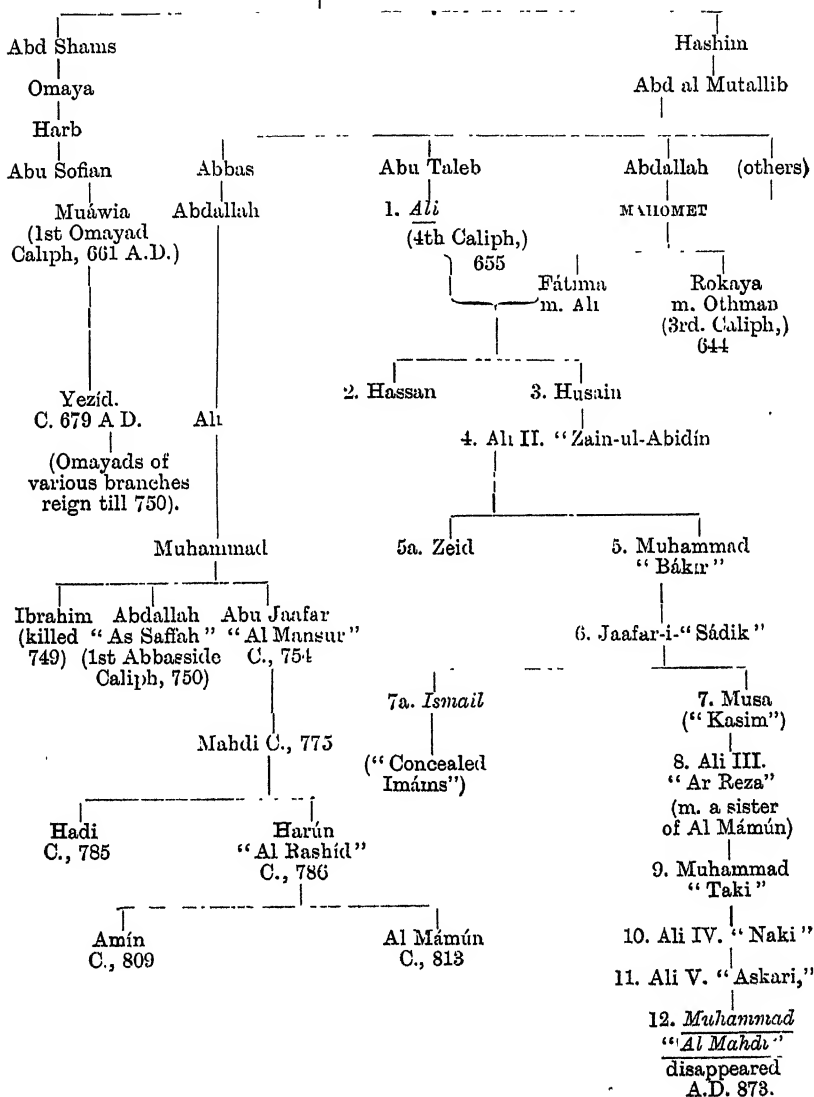 Abd Shams Hashim
Omaya Abd al Mutallib
Harb
Abu Sofian Abbas Abu Taleb Abdallah (others)
Muáwia Abdallah 1. Ali MAHOMET
(1st Omayad (4th Caliph,)
Caliph, 661 A.D.) 655
Fátima Rokaya
m. Ali m. Othman
(3rd. Caliph,)
644
2. Hassan 3. Husain
Yezíd.
C. 679 A D. Ali 4. Ali II. “Zain-ul-Abidín
(Omayads of
various branches
reign till 750).
Muhammad 5a. Zeid 5. Muhammad
“Bákır”
Ibrahim Abdallah Abu Jaafar
(killed “As Saffah” “Al Mansur” 6. Jaafar-i-“Sádik”
749) (1st Abbasside C., 754
Caliph, 750)
7a. Ismail 7. Musa
(“Kasim”)
Mahdi C., 775
(“Concealed 8. Ali III.
Imáms”) “Ar Reza”
(m. a sister
of Al Mámún)
Hadi Harún
C., 785 “Al Rashíd”
C., 786 9. Muhammad
“Taki”
Amín Al Mámún 10. Ali IV. “Naki”
C., 809 C., 813
11. Ali V. “Askari,”
12. Muhammad
“Al Mahdi”
disappeared
A.D. 873.